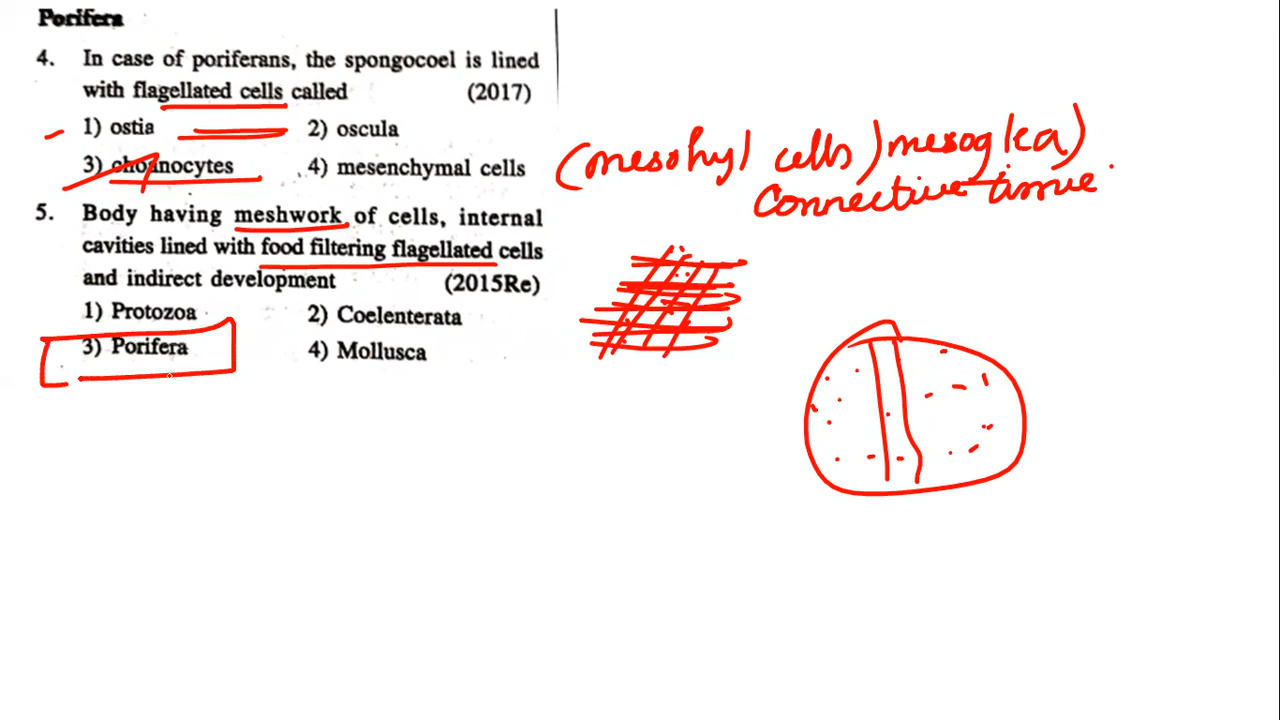 Porifera
4. In case of poriferans, the spongocoel is lined
with flagellated cells called (2017)
1) ostia 2) oscula
3) choanocytes 4) mesenchymal cells
(mesohyl cells) mesoglea)
connective tissue.
5. Body having meshwork of cells, internal
cavities lined with food filtering flagellated cells
and indirect development (2015Re)
1) Protozoa 2) Coelenterata
3) Porifera 4) Mollusca